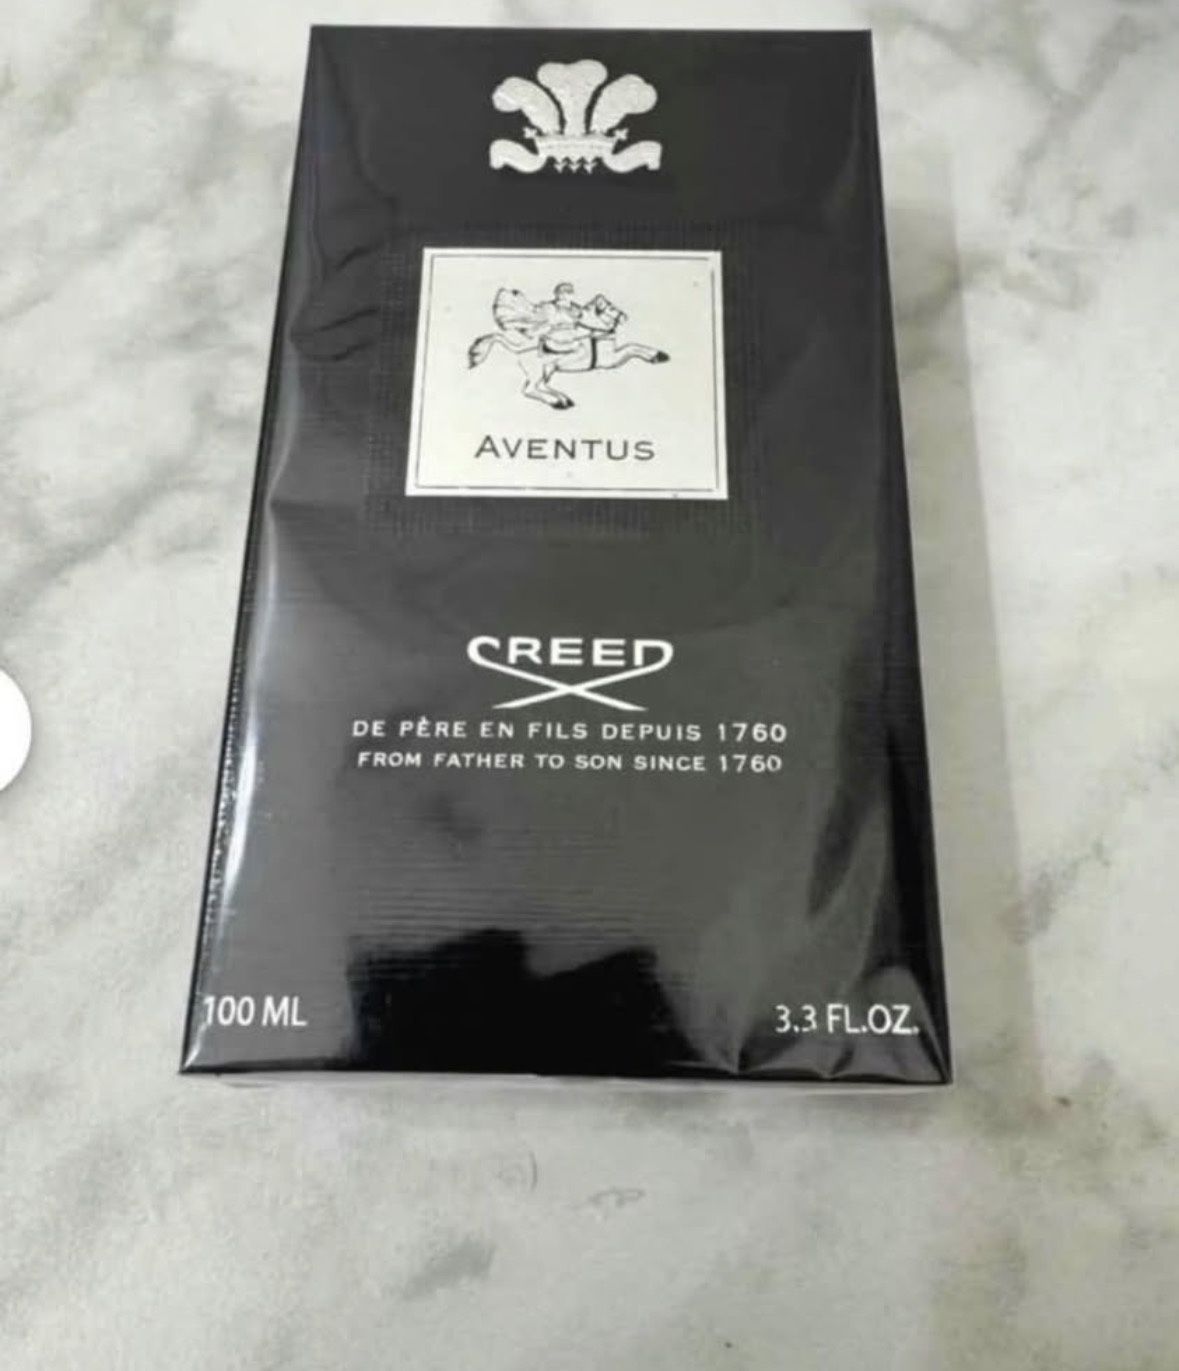 AVENTUS
CREED
DE PÈRE EN FILS DEPUIS 1760
FROM FATHER TO SON SINCE 1760
100 ML
3.3 FL.OZ.